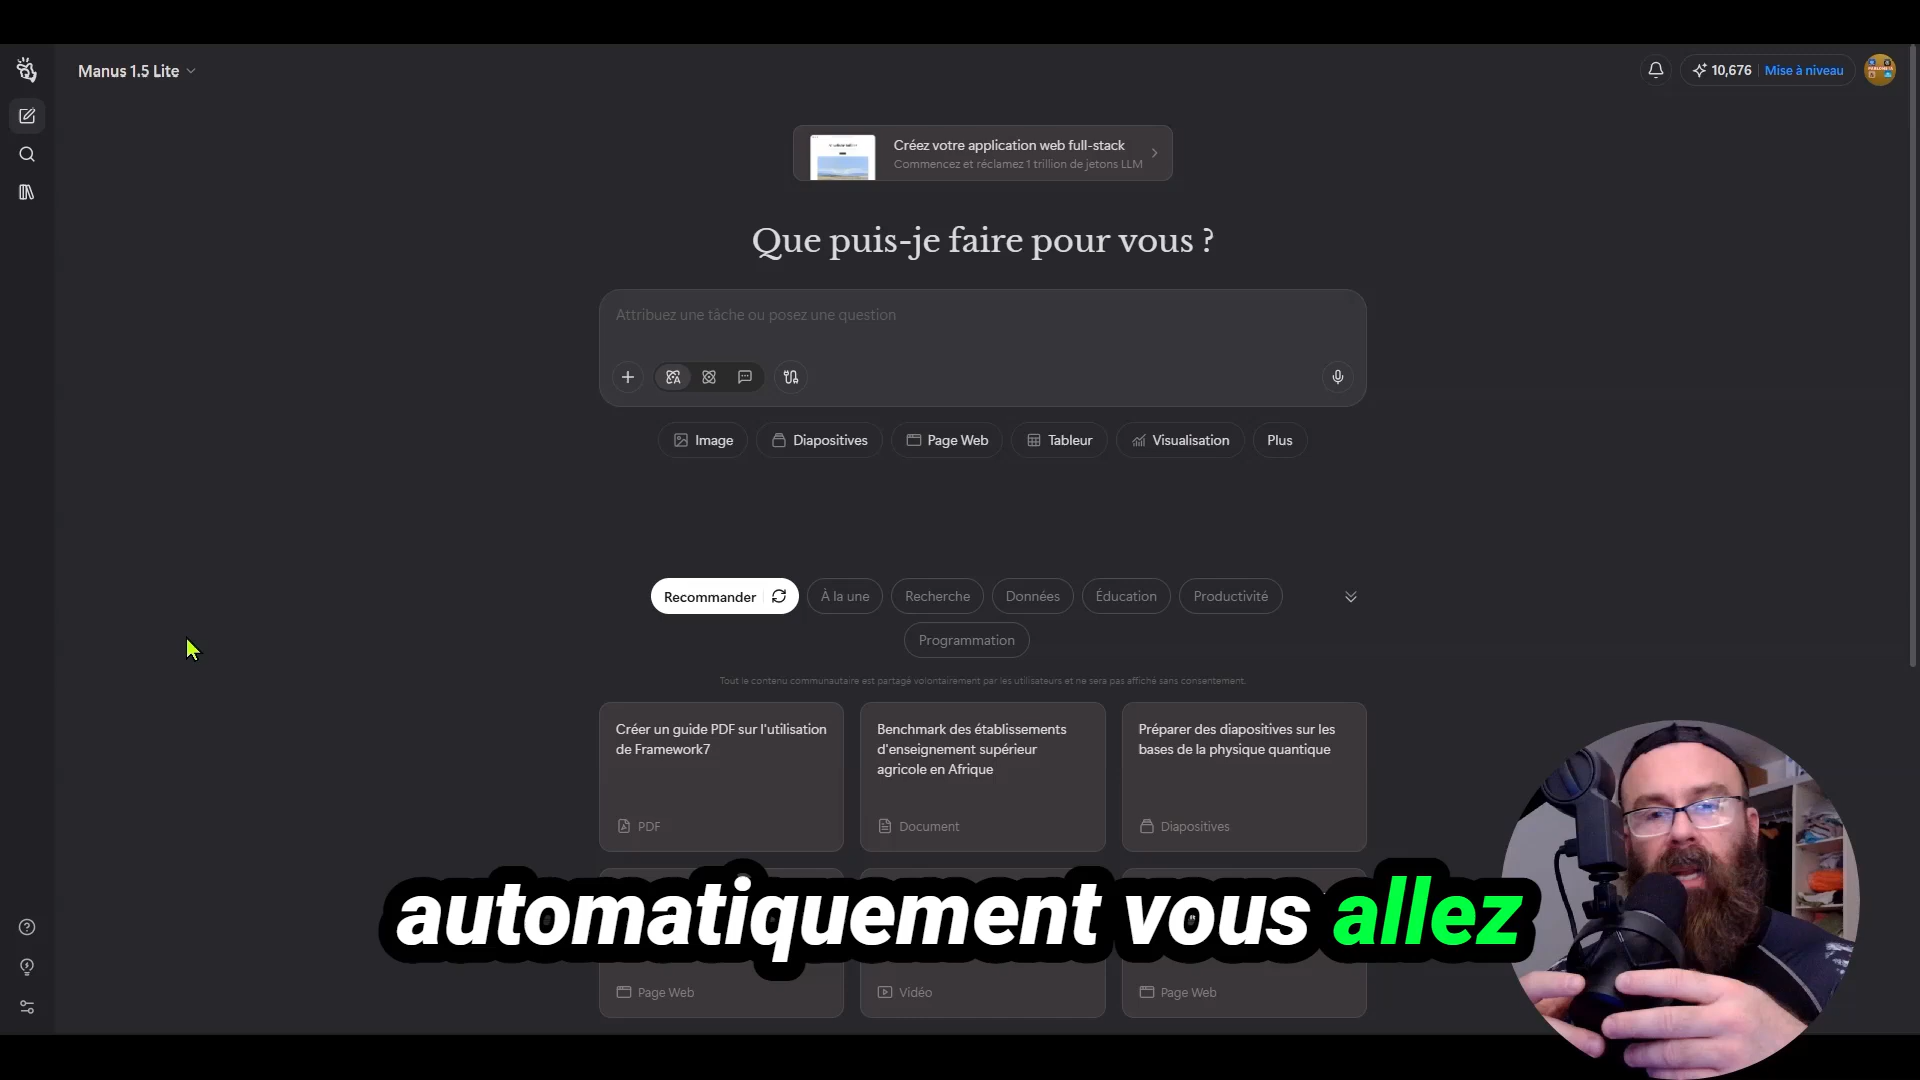 Manus 1.5 Lite
10,676 Mise à niveau
Créez votre application web full-stack
Commencez et réclamez 1 trillion de jetons LLM
Que puis-je faire pour vous ?
Attribuez une tâche ou posez une question
Image Diapositives Page Web Tableur Visualisation Plus
Recommander À la une Recherche Données Éducation Productivité
Programmation
Tout le contenu communautaire est partagé volontairement par les utilisateurs et ne sera pas affiché sans consentement.
Créer un guide PDF sur l'utilisation
de Framework7
PDF
Benchmark des établissements
d'enseignement supérieur
agricole en Afrique
Document
Préparer des diapositives sur les
bases de la physique quantique
Diapositives
automatiquement vous allez
Page Web
Vidéo
Page Web